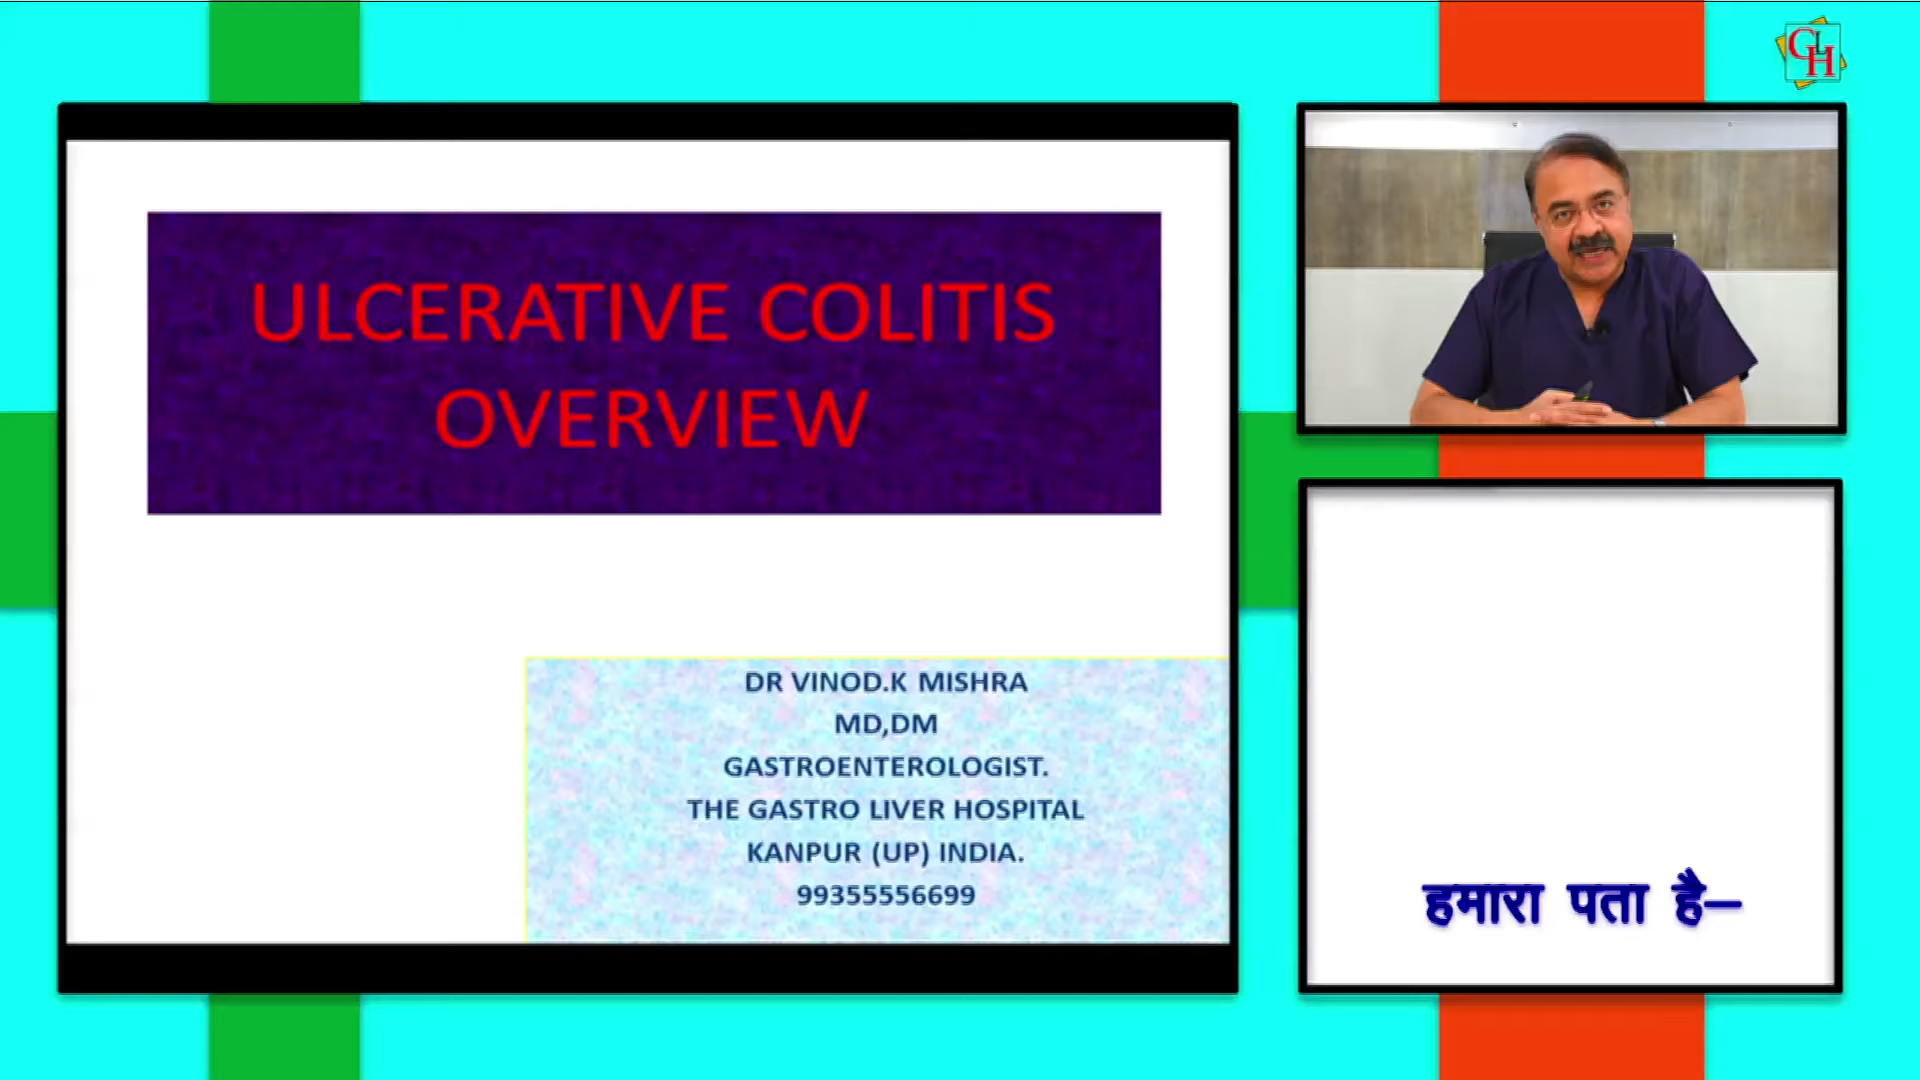 ULCERATIVE COLITIS
OVERVIEW
DR VINOD.K MISHRA
MD,DM
GASTROENTEROLOGIST.
THE GASTRO LIVER HOSPITAL
KANPUR (UP) INDIA.
99355556699
GLH
हमारा पता है–